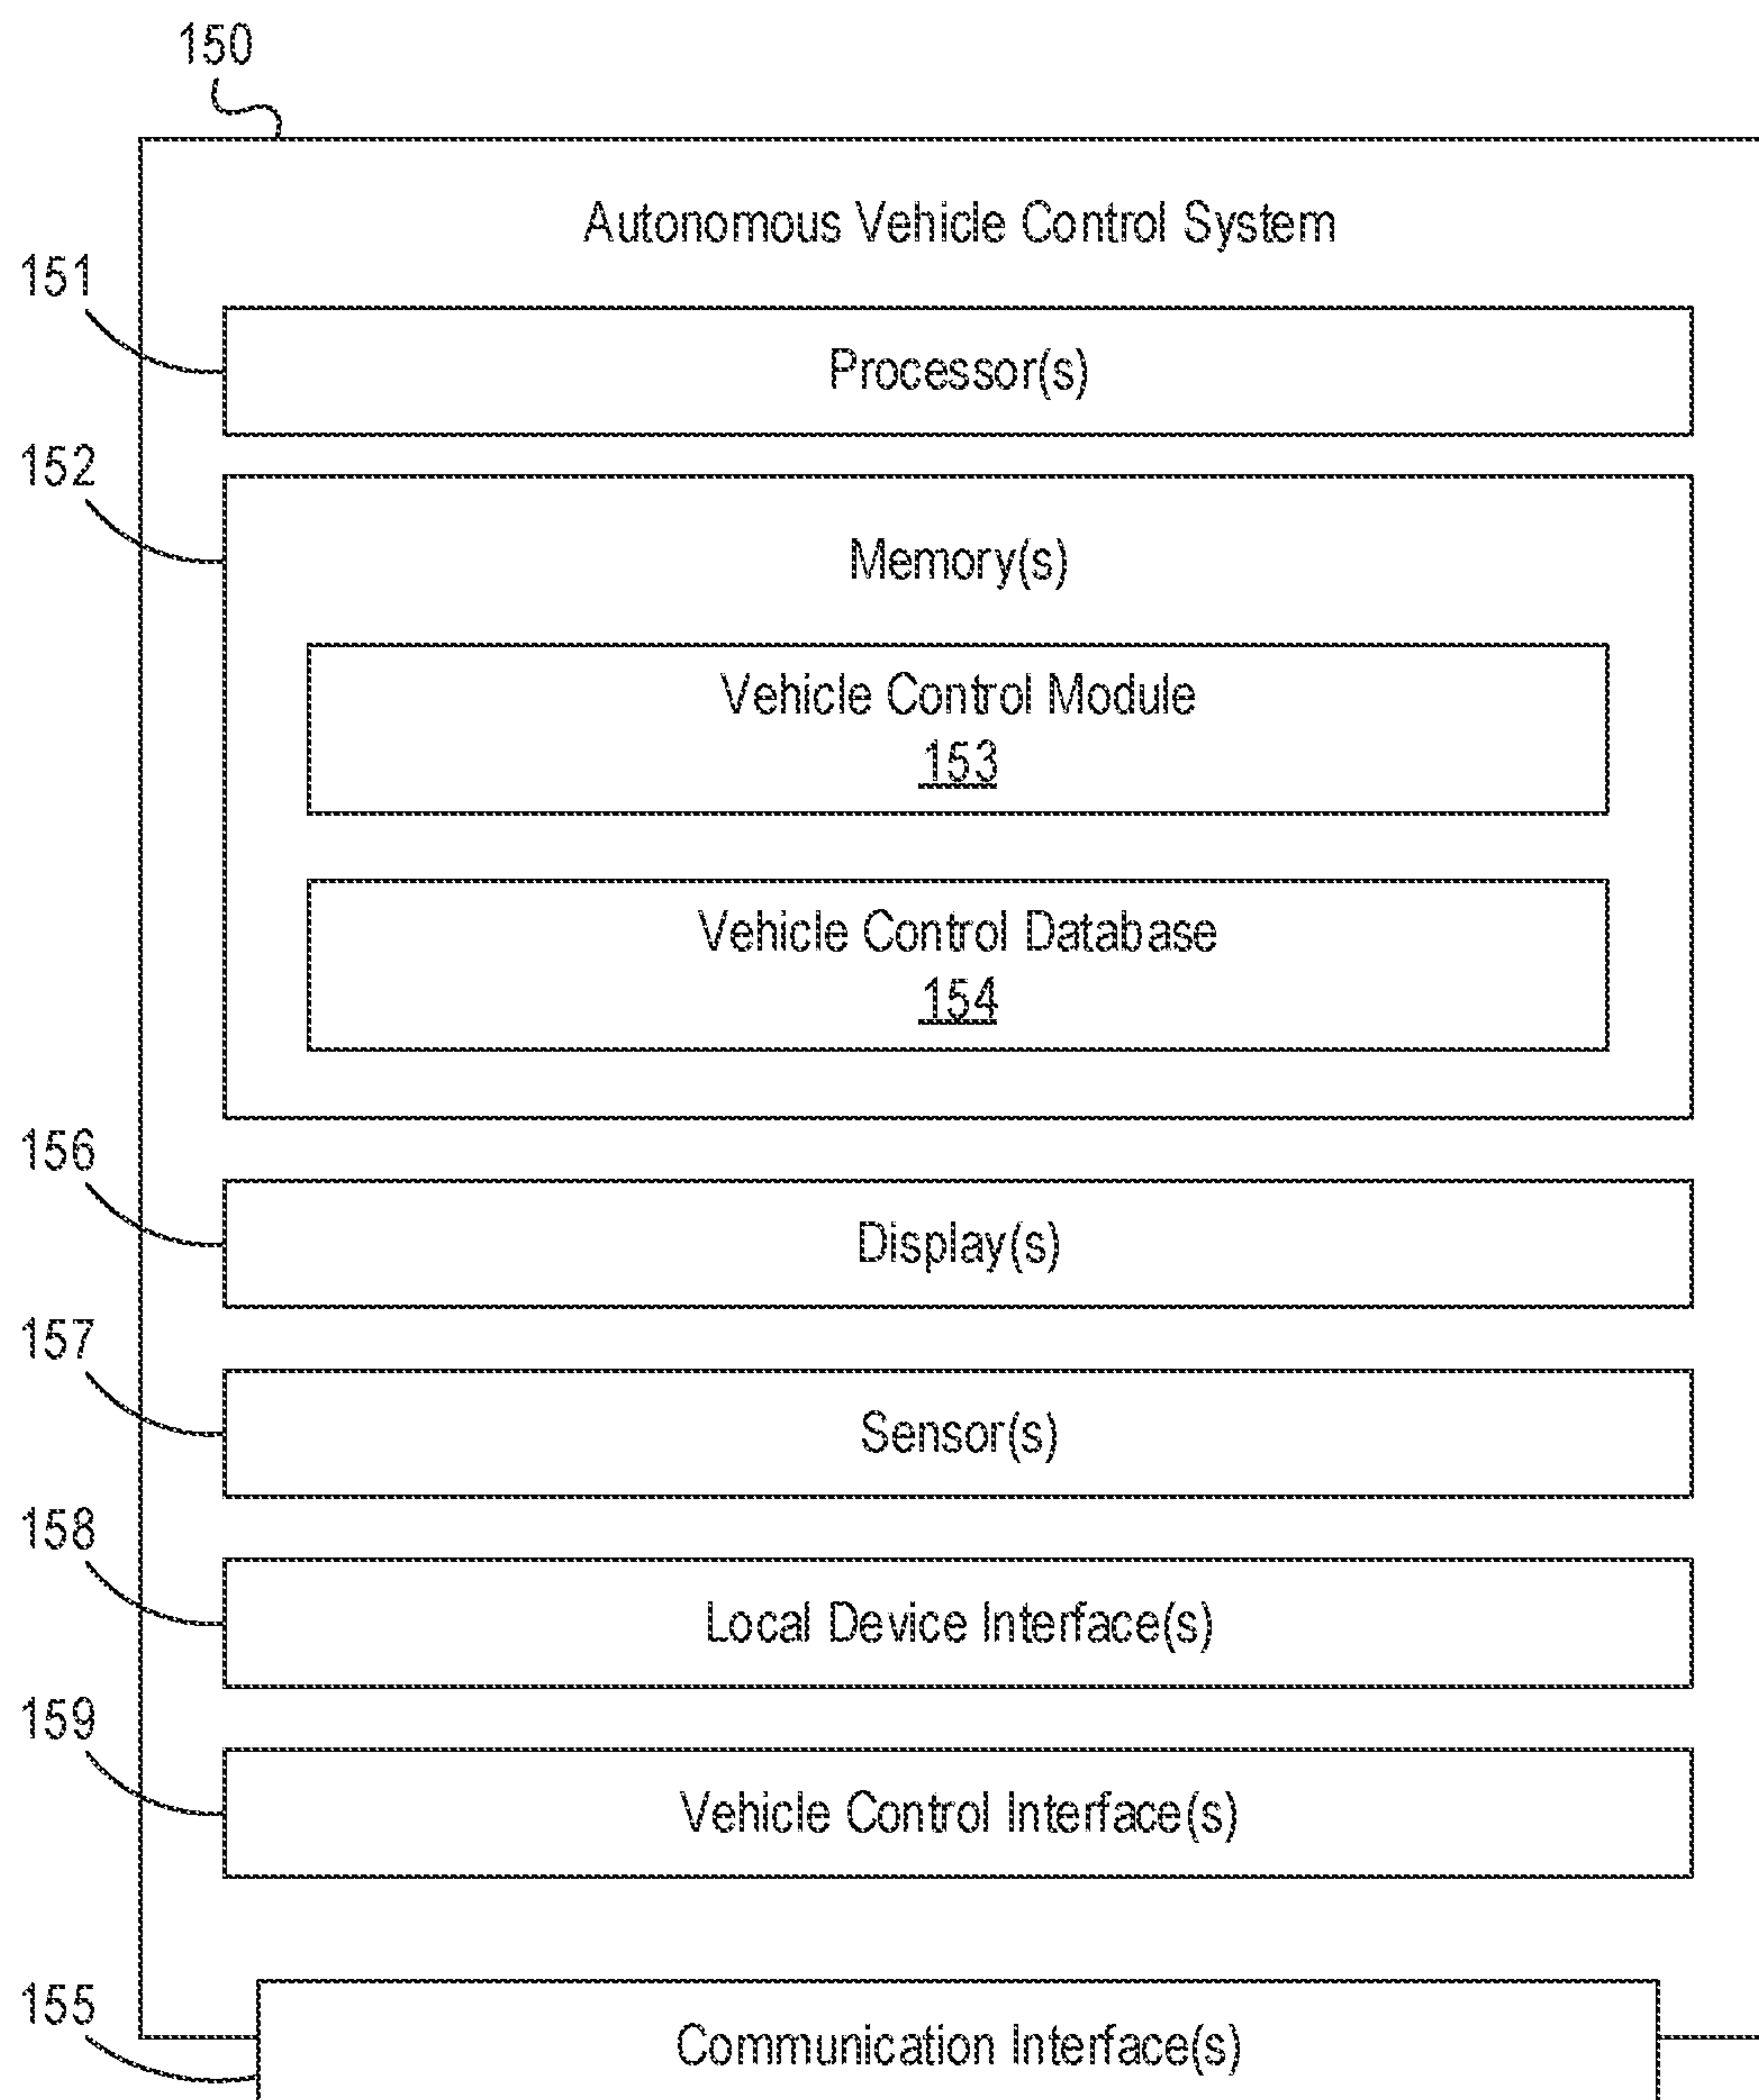 150
Autonomous Vehicle Control System
151
Processor(s)
152
Memory(s)
Vehicle Control Module
153
Vehicle Control Database
154
156
Display(s)
157
Sensor(s)
158
Local Device Interface(s)
159
Vehicle Control Interface(s)
155
Communication Interface(s)